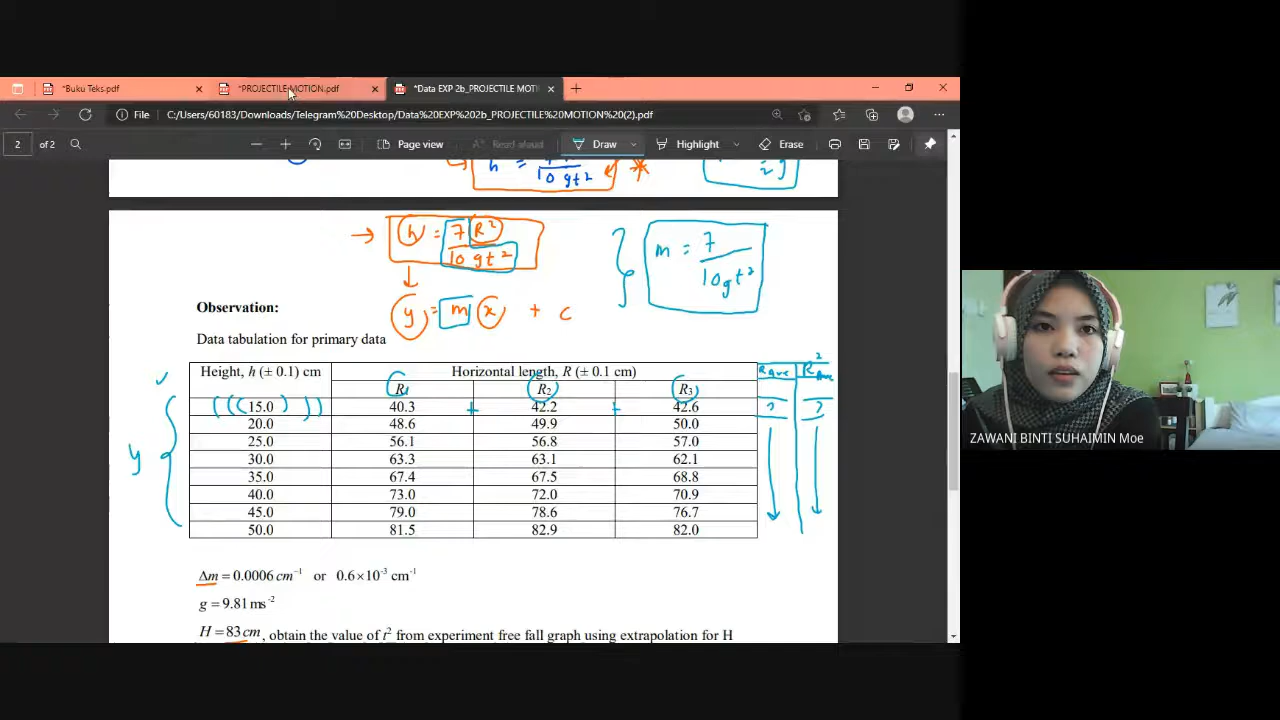 *Buku Teks.pdf
*PROJECTILE MOTION.pdf
*Data EXP 2b_PROJECTILE MOTI
File C:/Users/60183/Downloads/Telegram%20Desktop/Data%20EXP%202b_PROJECTILE%20MOTION%20(2).pdf
2 of 2 Page view Read aloud Draw Highlight Erase
h = 10 gt²
2 g
→ h = 7 R² / 10 gt²
m = 7 / 10gt²
y = m x + c
Observation:
Data tabulation for primary data
Height, h (± 0.1) cm Horizontal length, R (± 0.1 cm) Rave R²ave
R1 R2 R3
(((15.0))) 40.3 + 42.2 + 42.6 ? ?
20.0 48.6 49.9 50.0
25.0 56.1 56.8 57.0
y
30.0 63.3 63.1 62.1
35.0 67.4 67.5 68.8
40.0 73.0 72.0 70.9
45.0 79.0 78.6 76.7
50.0 81.5 82.9 82.0
Δm = 0.0006 cm⁻¹ or 0.6×10⁻³ cm⁻¹
g = 9.81 ms⁻²
H = 83 cm, obtain the value of t² from experiment free fall graph using extrapolation for H
ZAWANI BINTI SUHAIMIN Moe